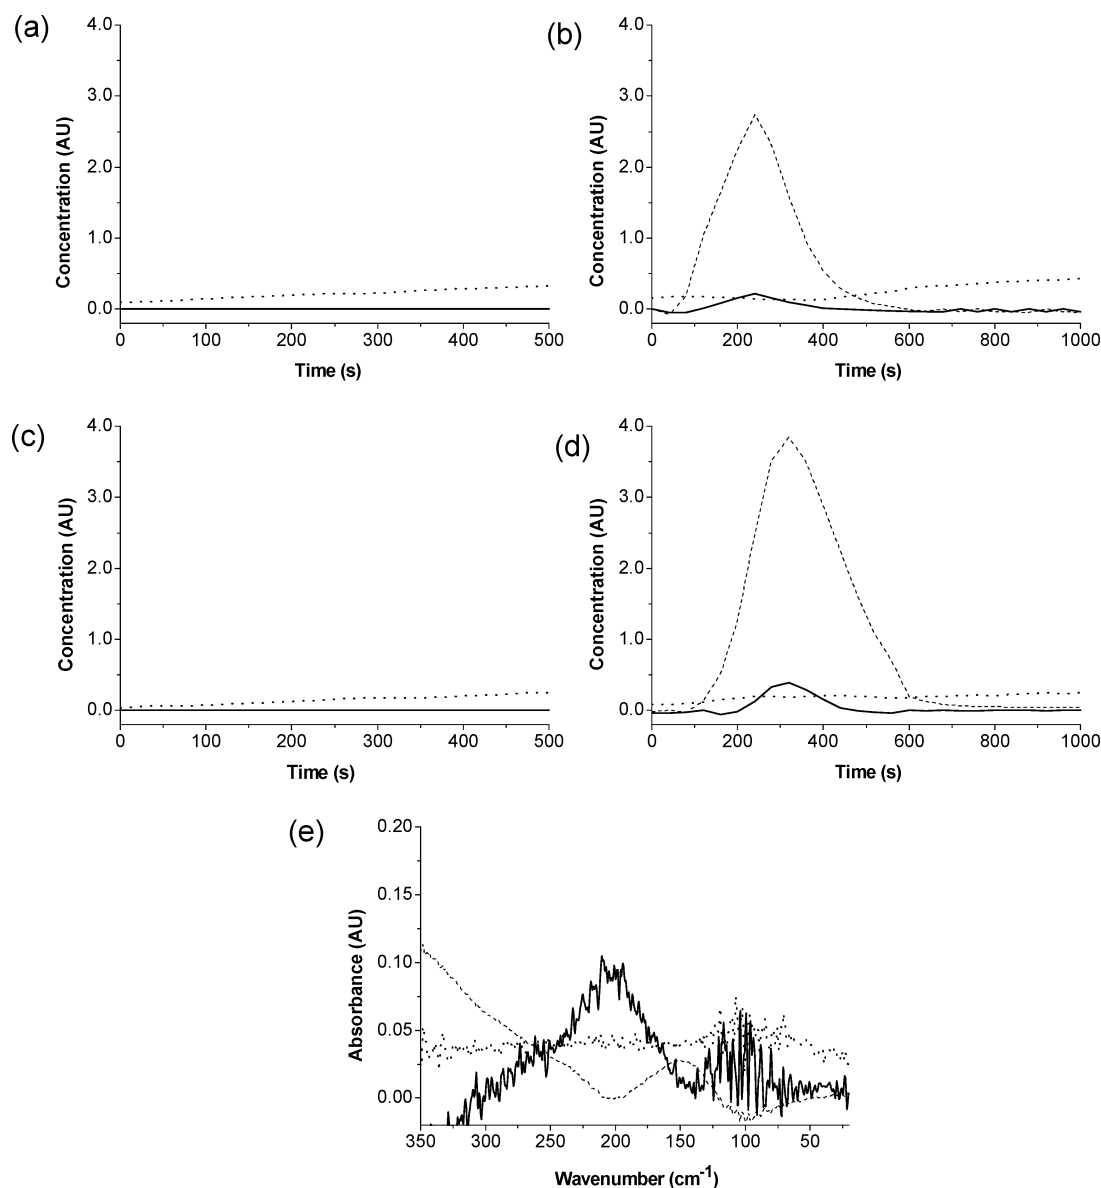 (a)
4.0
3.0
2.0
1.0
0.0
Concentration (AU)
0 100 200 300 400 500
Time (s)
(b)
4.0
3.0
2.0
1.0
0.0
Concentration (AU)
0 200 400 600 800 1000
Time (s)
(c)
4.0
3.0
2.0
1.0
0.0
Concentration (AU)
0 100 200 300 400 500
Time (s)
(d)
4.0
3.0
2.0
1.0
0.0
Concentration (AU)
0 200 400 600 800 1000
Time (s)
(e)
0.20
0.15
0.10
0.05
0.00
Absorbance (AU)
350 300 250 200 150 100 50
Wavenumber (cm⁻¹)